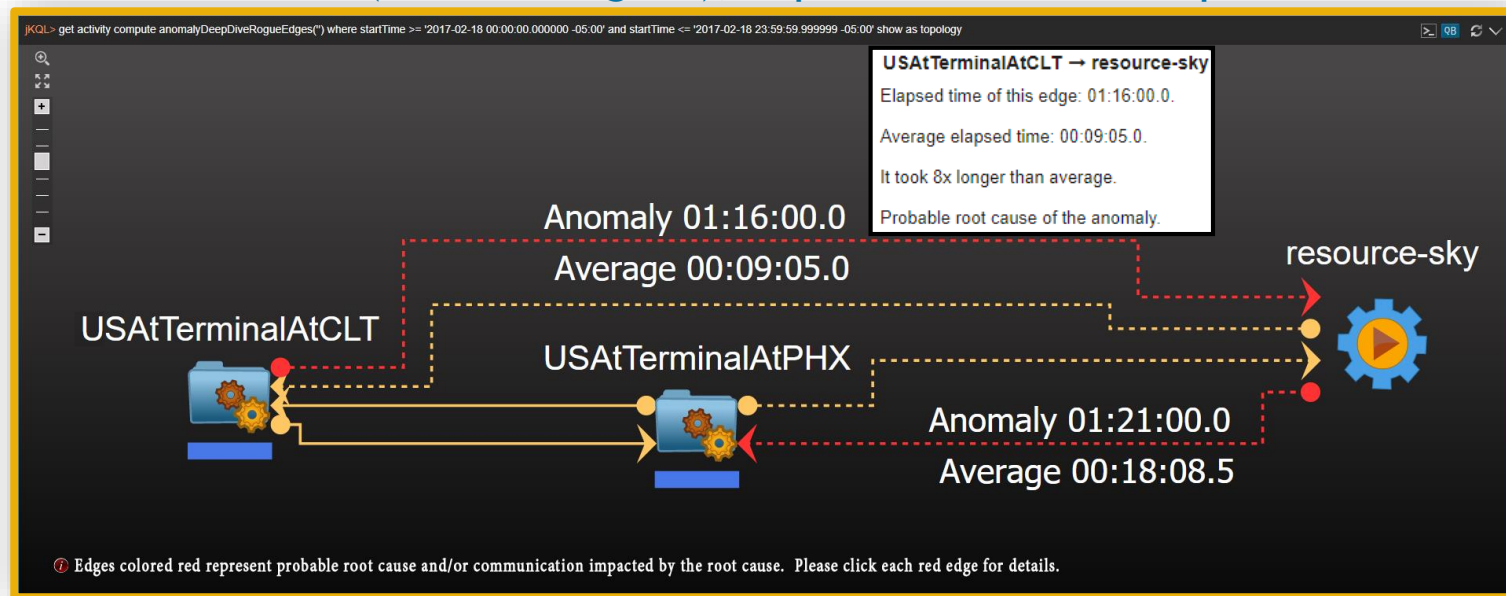 jKQL> get activity compute anomalyDeepDiveRogueEdges('') where startTime >= '2017-02-18 00:00:00.000000 -05:00' and startTime <= '2017-02-18 23:59:59.999999 -05:00' show as topology
QB
USAtTerminalAtCLT → resource-sky
Elapsed time of this edge: 01:16:00.0.
Average elapsed time: 00:09:05.0.
It took 8x longer than average.
Probable root cause of the anomaly.
Anomaly 01:16:00.0
Average 00:09:05.0
resource-sky
USAtTerminalAtCLT
USAtTerminalAtPHX
Anomaly 01:21:00.0
Average 00:18:08.5
Edges colored red represent probable root cause and/or communication impacted by the root cause. Please click each red edge for details.